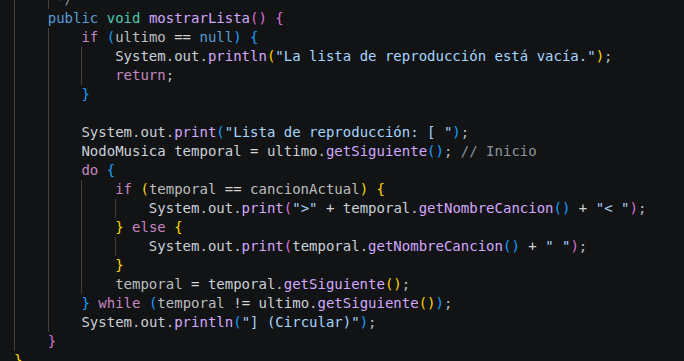 */
public void mostrarLista() {
if (ultimo == null) {
System.out.println("La lista de reproducción está vacía.");
return;
}
System.out.print("Lista de reproducción: [ ");
NodoMusica temporal = ultimo.getSiguiente(); // Inicio
do {
if (temporal == cancionActual) {
System.out.print(">" + temporal.getNombreCancion() + "< ");
} else {
System.out.print(temporal.getNombreCancion() + " ");
}
temporal = temporal.getSiguiente();
} while (temporal != ultimo.getSiguiente());
System.out.println("] (Circular)");
}
}